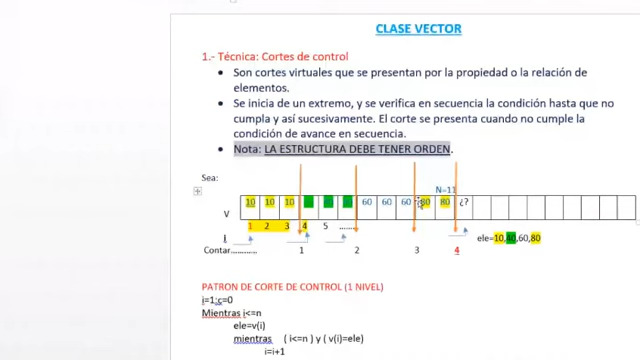 CLASE VECTOR
1.- Técnica: Cortes de control
• Son cortes virtuales que se presentan por la propiedad o la relación de
elementos.
• Se inicia de un extremo, y se verifica en secuencia la condición hasta que no
cumpla y así sucesivamente. El corte se presenta cuando no cumple la
condición de avance en secuencia.
• Nota: LA ESTRUCTURA DEBE TENER ORDEN.
Sea:
N=11
10 10 10 60 60 60 80 80 ¿?
V
i 1 2 3 4 5 .......
ele=10,40,60,80
Contar............ 1 2 3 4
PATRON DE CORTE DE CONTROL (1 NIVEL)
i=1;c=0
Mientras i<=n
ele=v(i)
mientras ( i<=n ) y ( v(i)=ele)
i=i+1